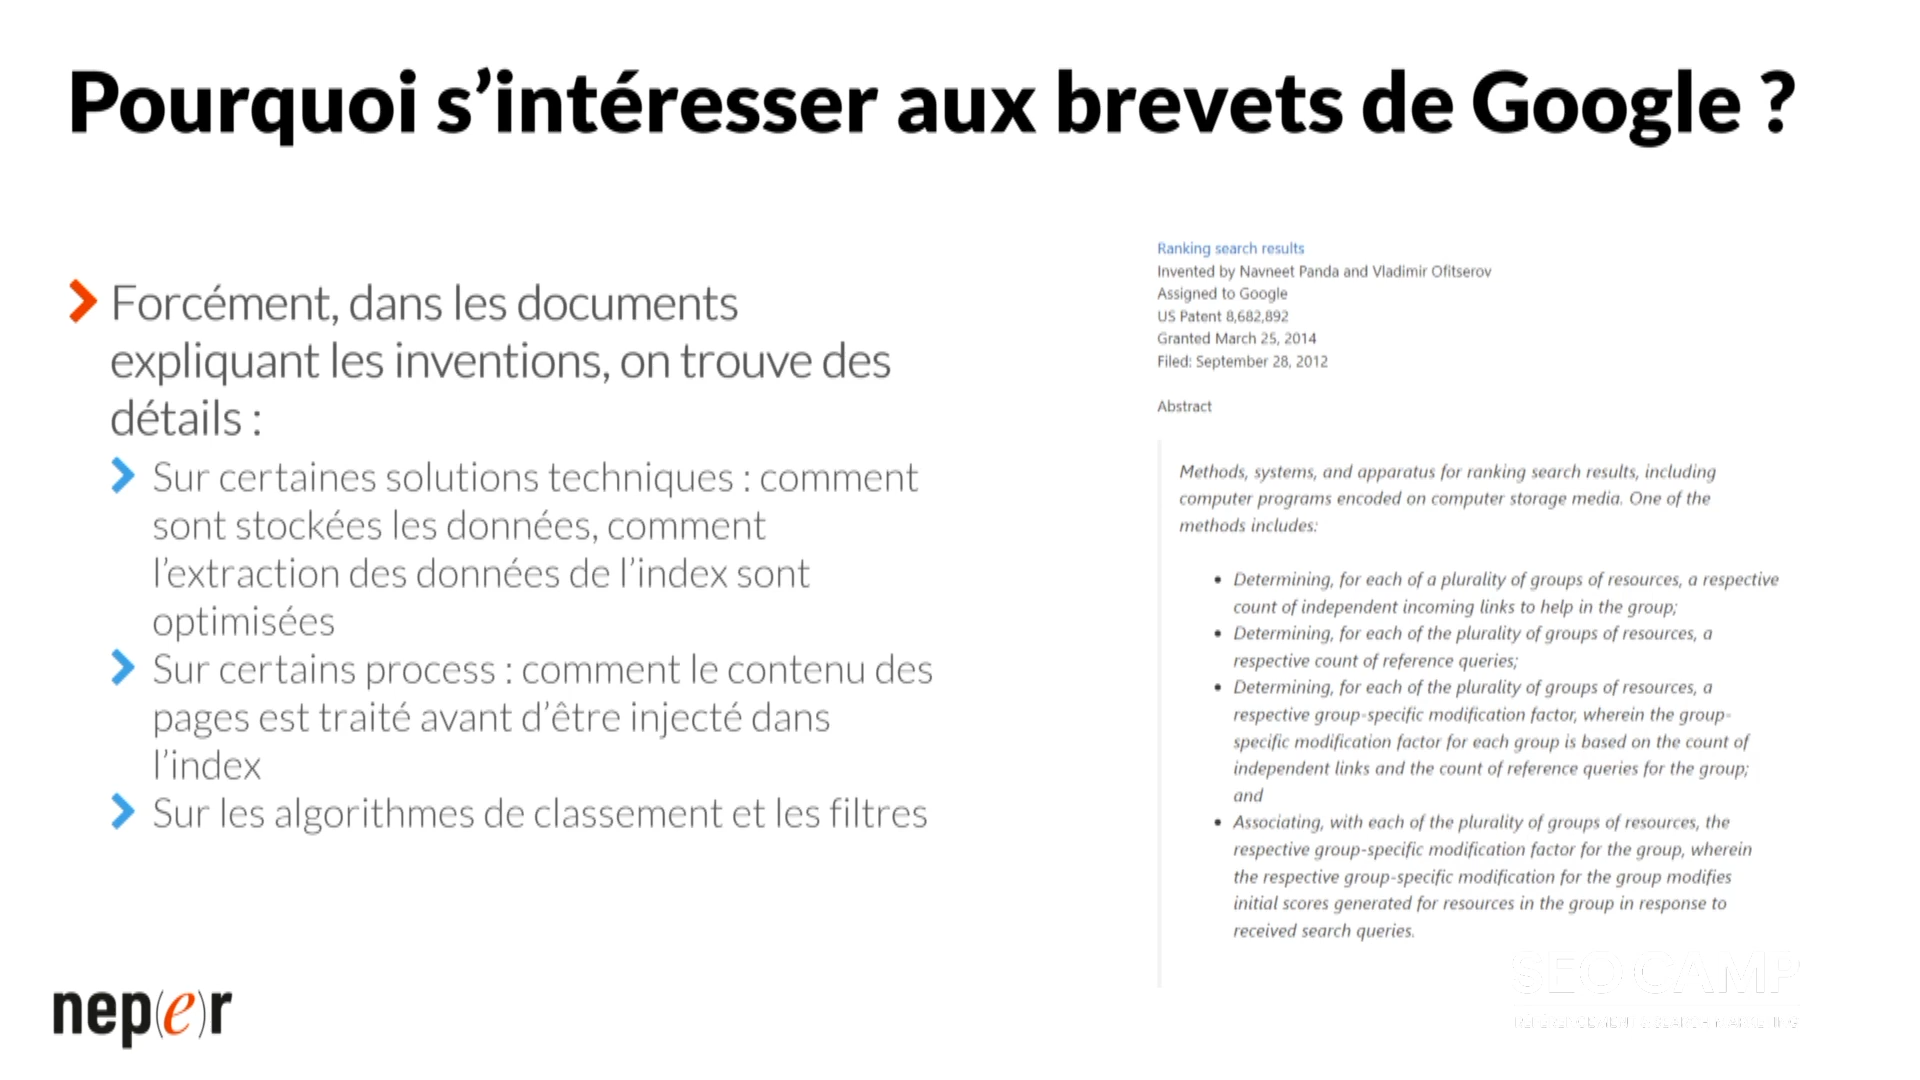 Pourquoi s’intéresser aux brevets de Google ?
Forcément, dans les documents
expliquant les inventions, on trouve des
détails :
Sur certaines solutions techniques : comment
sont stockées les données, comment
l’extraction des données de l’index sont
optimisées
Sur certains process : comment le contenu des
pages est traité avant d’être injecté dans
l’index
Sur les algorithmes de classement et les filtres
Ranking search results
Invented by Navneet Panda and Vladimir Ofitserov
Assigned to Google
US Patent 8,682,892
Granted March 25, 2014
Filed: September 28, 2012
Abstract
Methods, systems, and apparatus for ranking search results, including
computer programs encoded on computer storage media. One of the
methods includes:
• Determining, for each of a plurality of groups of resources, a respective
count of independent incoming links to help in the group;
• Determining, for each of the plurality of groups of resources, a
respective count of reference queries;
• Determining, for each of the plurality of groups of resources, a
respective group-specific modification factor, wherein the group-
specific modification factor for each group is based on the count of
independent links and the count of reference queries for the group;
and
• Associating, with each of the plurality of groups of resources, the
respective group-specific modification factor for the group, wherein
the respective group-specific modification for the group modifies
initial scores generated for resources in the group in response to
received search queries.
nep(e)r
SEO CAMP